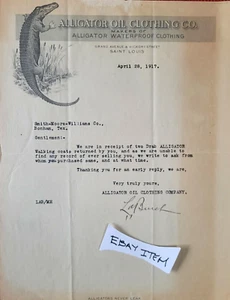 ALLIGATOR OIL CLOTHING CO.
MAKERS OF
ALLIGATOR WATERPROOF CLOTHING
SAINT LOUIS
April 28, 1917.
Smith-Moore-Williams Co.,
Bonham, Tex.
Gentlemen:-
We are in receipt of two Deab ALLIGATOR
Walking coats returned by you, and as we are unable to
find any record of ever selling you, we write to ask from
whom you purchased same, and at what time.
Thanking you for an early reply, we are,
Very truly yours,
ALLIGATOR OIL CLOTHING COMPANY.
EBAY ITEM